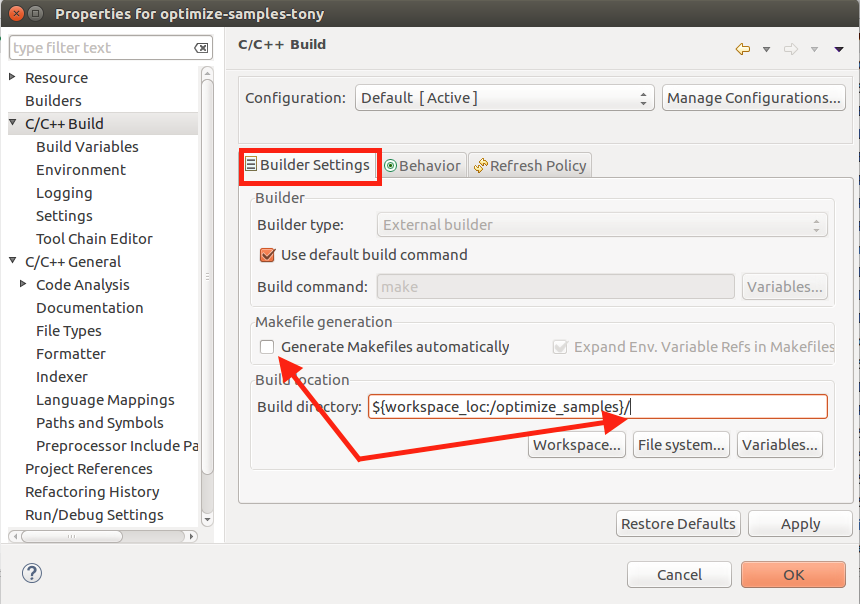 Properties for optimize-samples-tony
type filter text
Resource
Builders
C/C++ Build
Build Variables
Environment
Logging
Settings
Tool Chain Editor
C/C++ General
Code Analysis
Documentation
File Types
Formatter
Indexer
Language Mappings
Paths and Symbols
Preprocessor Include Pa
Project References
Refactoring History
Run/Debug Settings
C/C++ Build
Configuration: Default [Active] Manage Configurations...
Builder Settings Behavior Refresh Policy
Builder
Builder type: External builder
Use default build command
Build command: make Variables...
Makefile generation
Generate Makefiles automatically Expand Env. Variable Refs in Makefiles
Build location
Build directory: ${workspace_loc:/optimize_samples}/
Workspace... File system... Variables...
Restore Defaults Apply
? Cancel OK